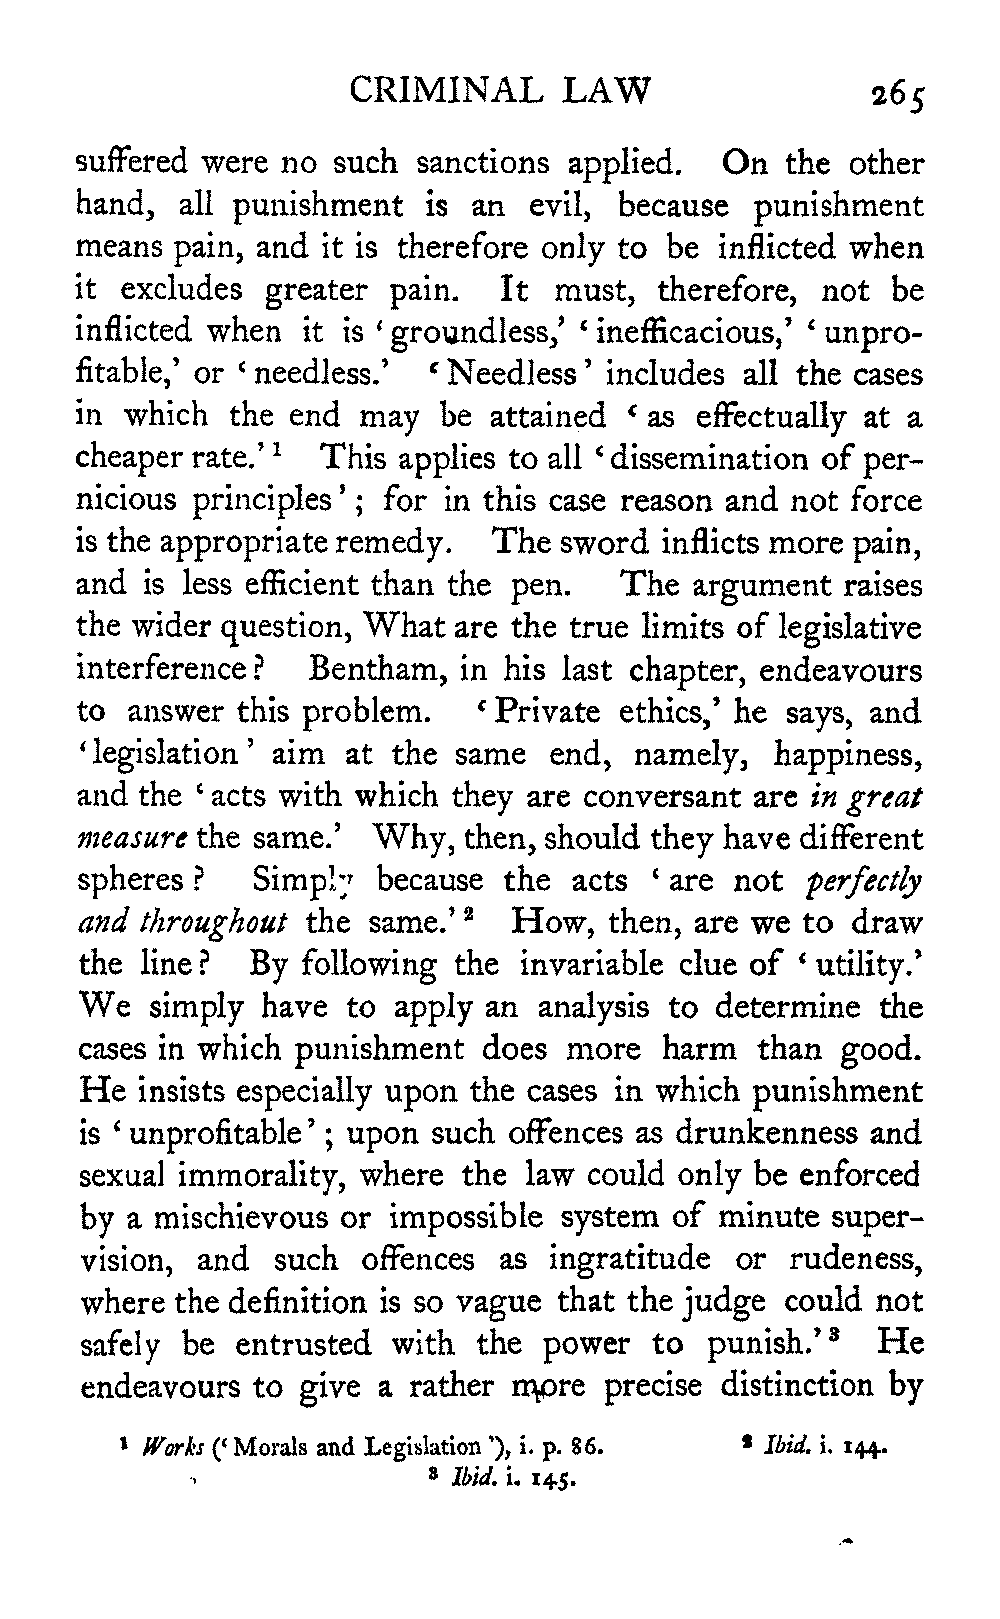 CRIMINAL LAW 265
suffered were no such sanctions applied. On the other
hand, all punishment is an evil, because punishment
means pain, and it is therefore only to be inflicted when
it excludes greater pain. It must, therefore, not be
inflicted when it is ‘groundless,’ ‘inefficacious,’ ‘unpro-
fitable,’ or ‘needless.’ ‘Needless’ includes all the cases
in which the end may be attained ‘as effectually at a
cheaper rate.’¹ This applies to all ‘dissemination of per-
nicious principles’; for in this case reason and not force
is the appropriate remedy. The sword inflicts more pain,
and is less efficient than the pen. The argument raises
the wider question, What are the true limits of legislative
interference? Bentham, in his last chapter, endeavours
to answer this problem. ‘Private ethics,’ he says, and
‘legislation’ aim at the same end, namely, happiness,
and the ‘acts with which they are conversant are in great
measure the same.’ Why, then, should they have different
spheres? Simply because the acts ‘are not perfectly
and throughout the same.’² How, then, are we to draw
the line? By following the invariable clue of ‘utility.’
We simply have to apply an analysis to determine the
cases in which punishment does more harm than good.
He insists especially upon the cases in which punishment
is ‘unprofitable’; upon such offences as drunkenness and
sexual immorality, where the law could only be enforced
by a mischievous or impossible system of minute super-
vision, and such offences as ingratitude or rudeness,
where the definition is so vague that the judge could not
safely be entrusted with the power to punish.’³ He
endeavours to give a rather more precise distinction by
¹ Works (‘Morals and Legislation’), i. p. 86. ² Ibid. i. 144.
³ Ibid. i. 145.